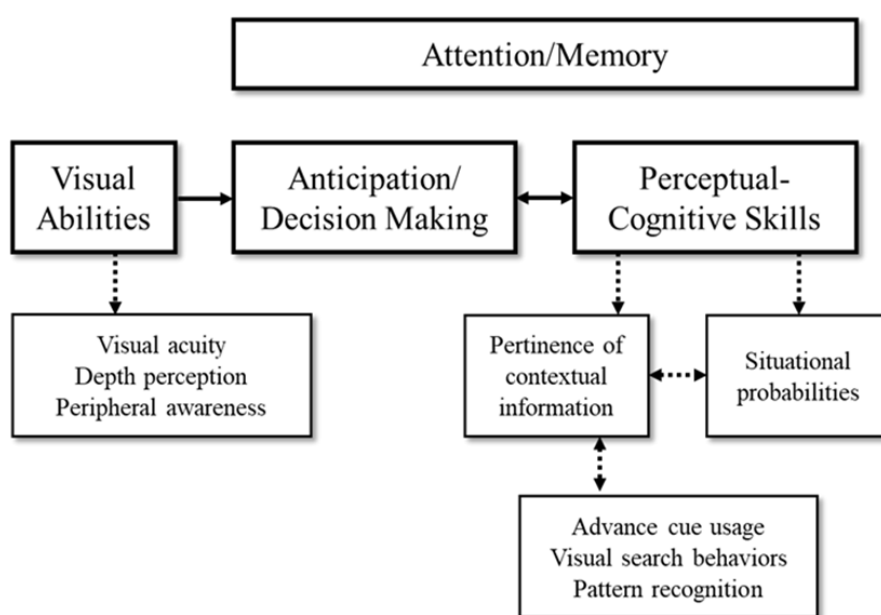 Attention/Memory
Visual
Abilities
Anticipation/
Decision Making
Perceptual-
Cognitive Skills
Visual acuity
Depth perception
Peripheral awareness
Pertinence of
contextual
information
Situational
probabilities
Advance cue usage
Visual search behaviors
Pattern recognition